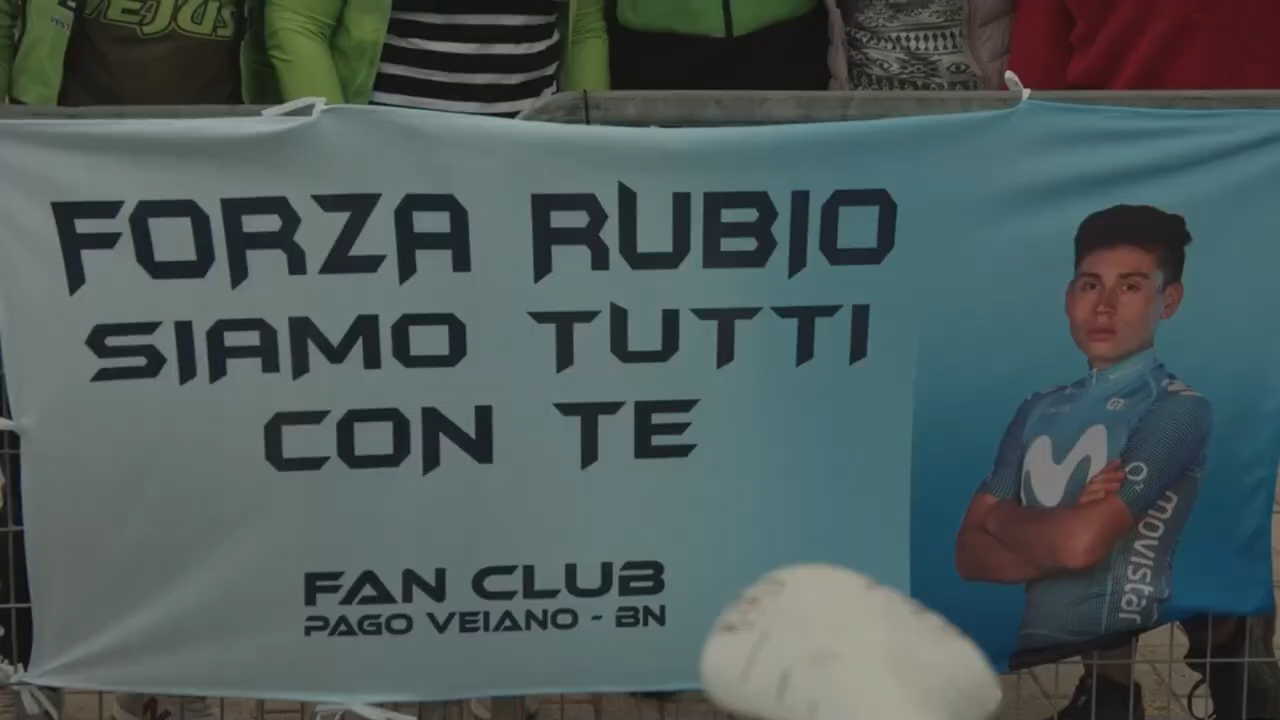 FORZA RUBIO
SIAMO TUTTI
CON TE
FAN CLUB
PAGO VEIANO - BN
movistar